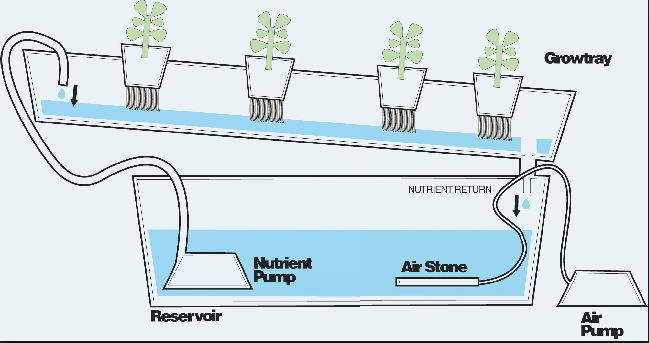 Growtray
NUTRIENT RETURN
Nutrient
Pump
Air Stone
Reservoir
Air
Pump